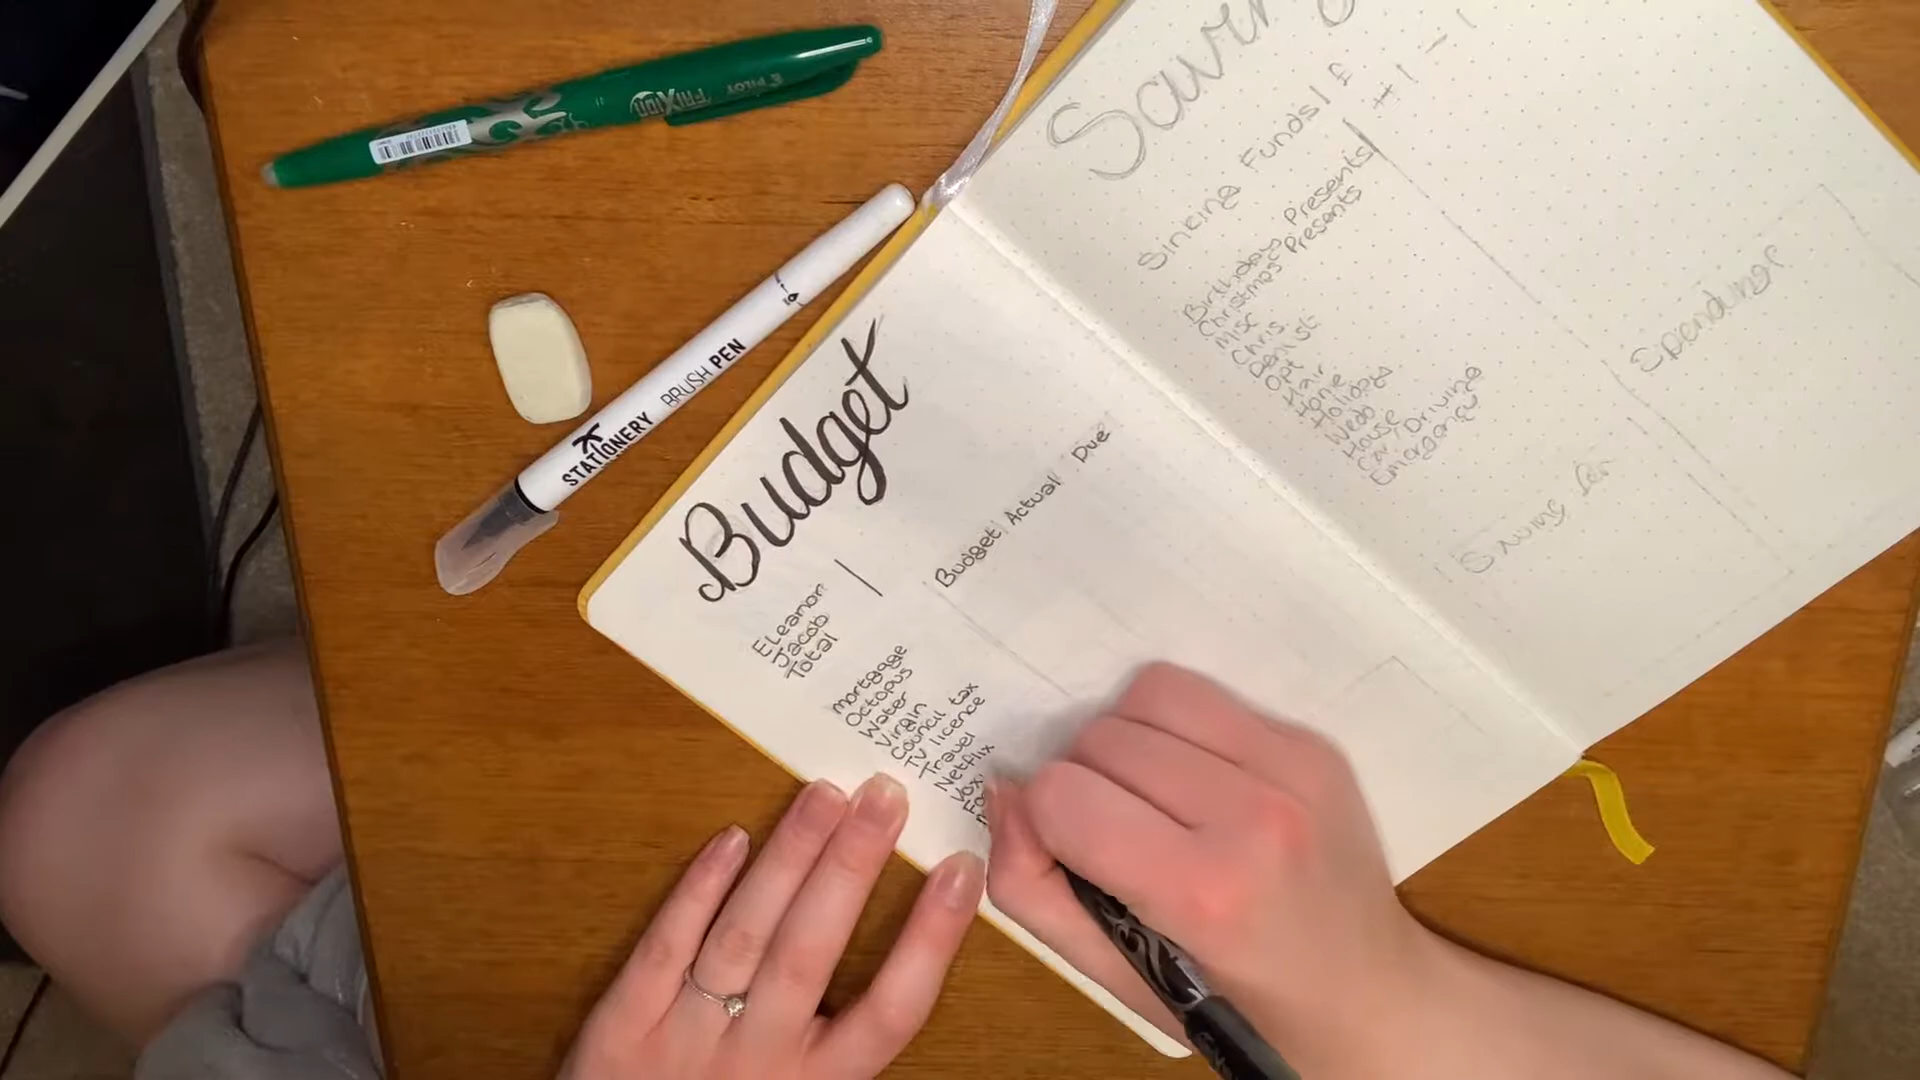 PILOT
FRIXION
STATIONERY BRUSH PEN
Budget
ELeanor
Jacob
Total
Budget Actual Due
mortgage
Octopus
Water
Virgin
Council tax
TV licence
Travel
Netflix
Sinking Funds £
Birthday Presents
Christmas Presents
Misc
Chris
Dentist
Opt
Hair
Home
Holidays
Wedb
House
Car/Driving
Emergency
Spending
Saving for